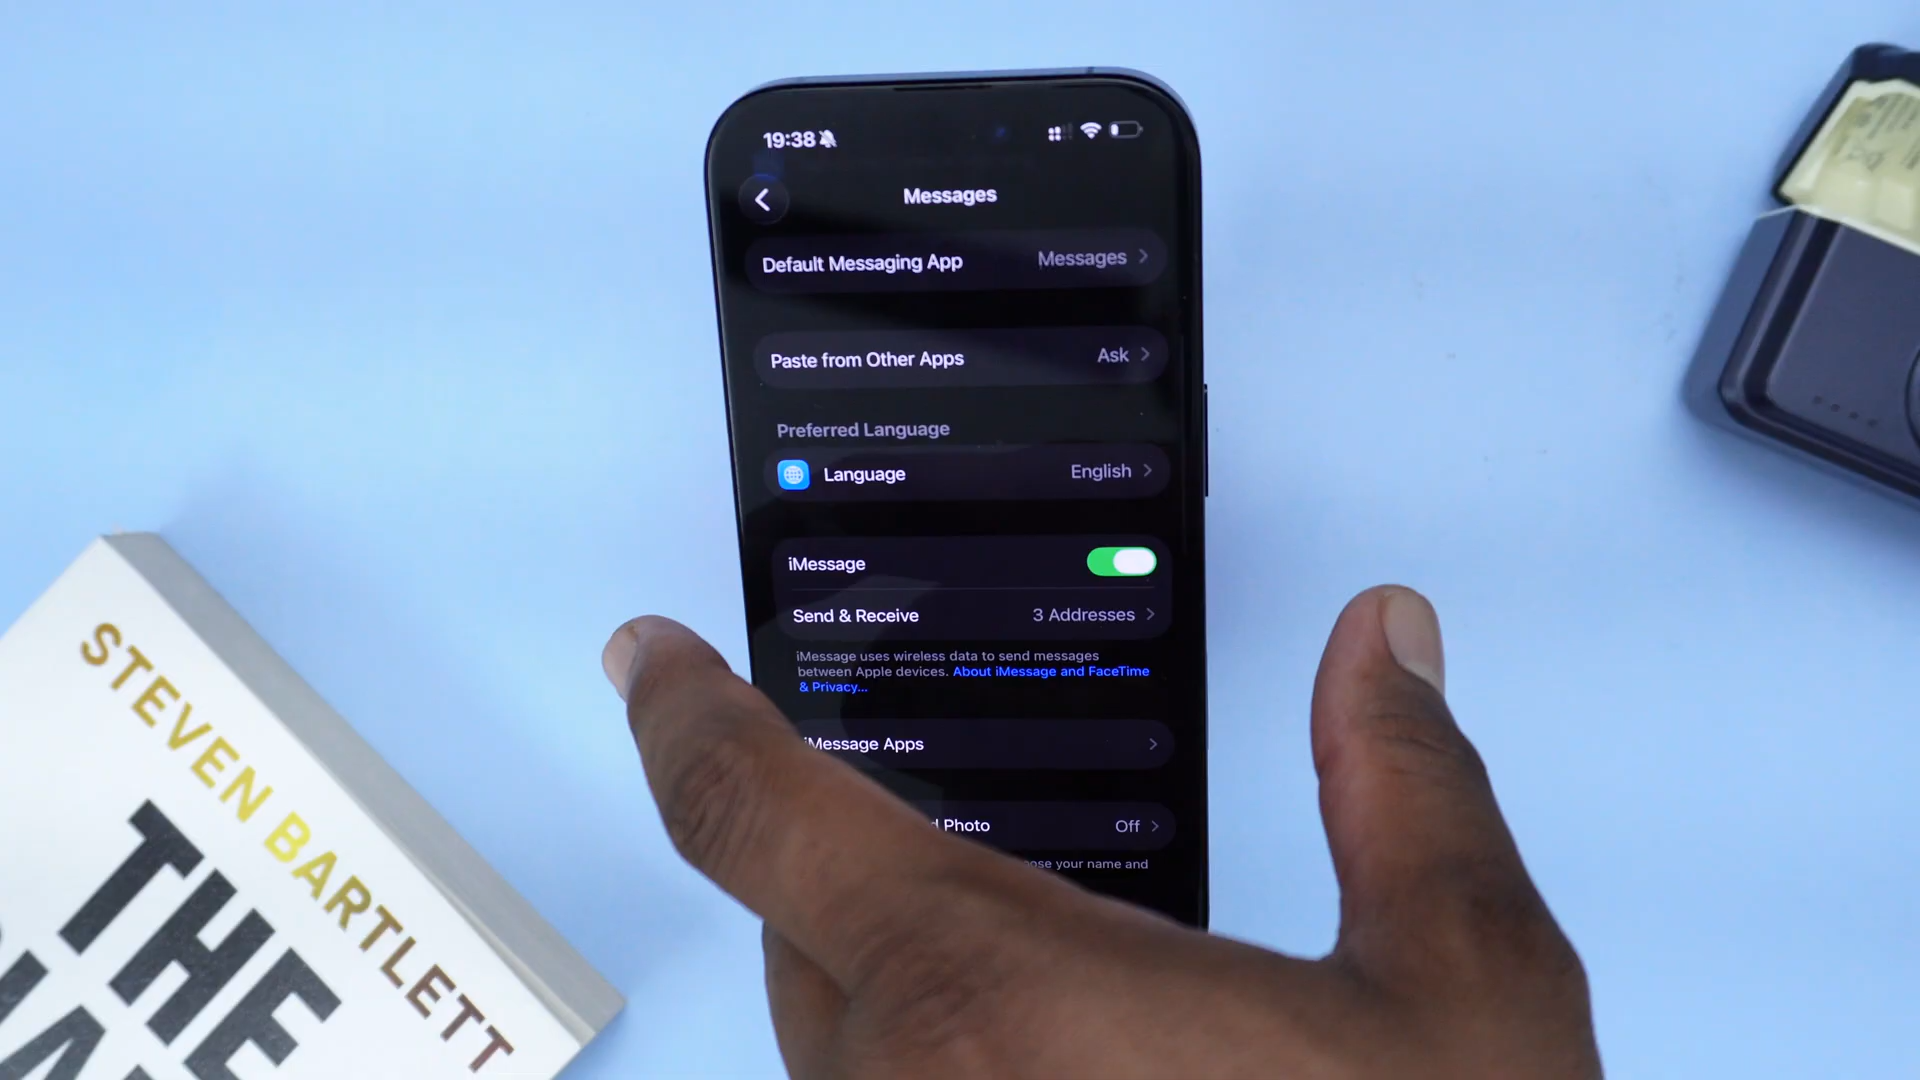 19:38
Messages
Default Messaging App Messages
Paste from Other Apps Ask
Preferred Language
Language English
iMessage
Send & Receive 3 Addresses
iMessage uses wireless data to send messages
between Apple devices. About iMessage and FaceTime
& Privacy...
iMessage Apps
Photo Off
your name and
STEVEN BARTLETT
THE